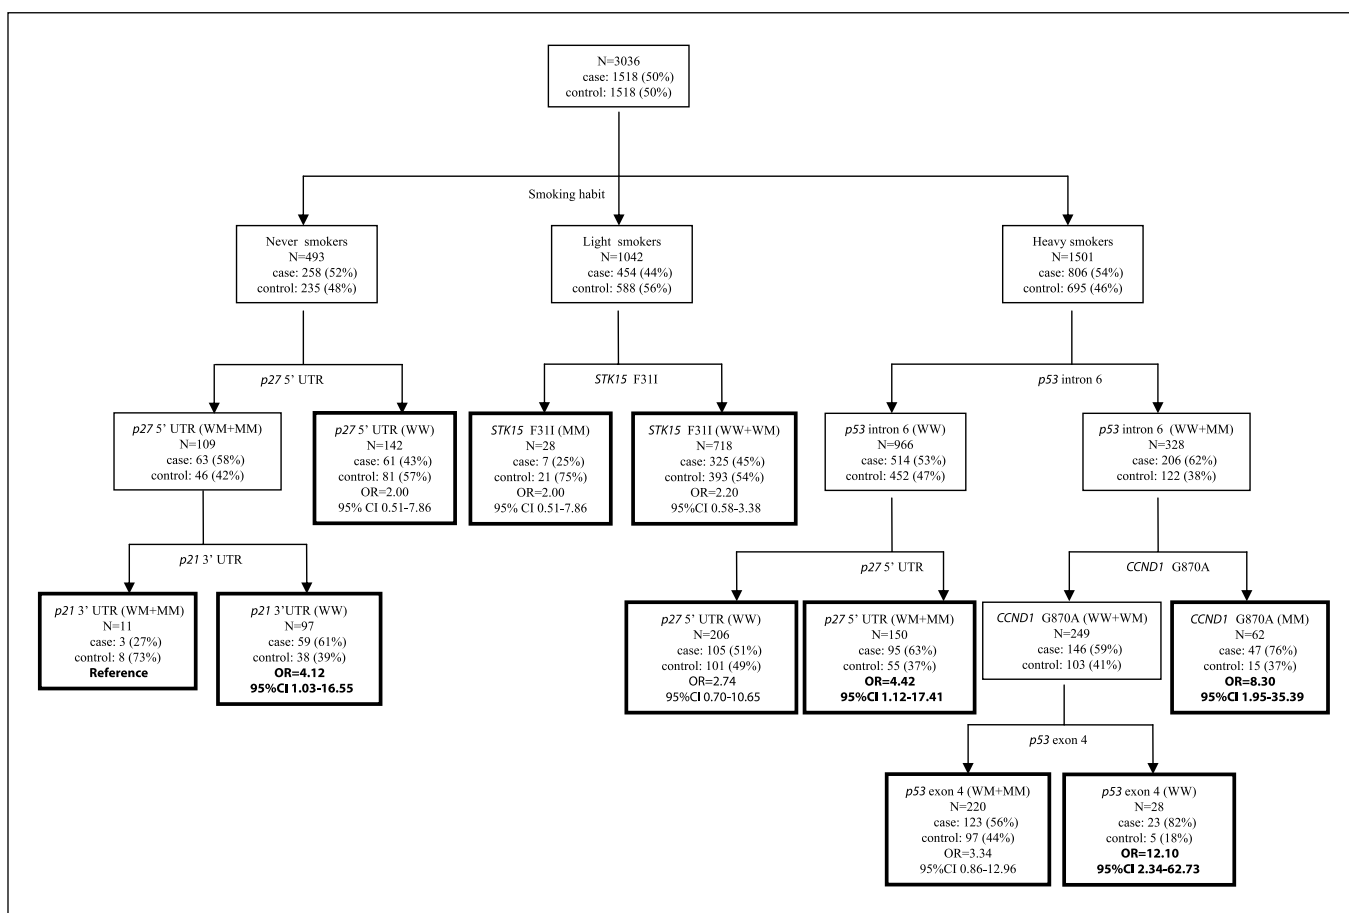 N=3036
case: 1518 (50%)
control: 1518 (50%)
Smoking habit
Never smokers
N=493
case: 258 (52%)
control: 235 (48%)
Light smokers
N=1042
case: 454 (44%)
control: 588 (56%)
Heavy smokers
N=1501
case: 806 (54%)
control: 695 (46%)
p27 5' UTR
STK15 F31I
p53 intron 6
p27 5' UTR (WM+MM)
N=109
case: 63 (58%)
control: 46 (42%)
p27 5' UTR (WW)
N=142
case: 61 (43%)
control: 81 (57%)
OR=2.00
95% CI 0.51-7.86
STK15 F31I (MM)
N=28
case: 7 (25%)
control: 21 (75%)
OR=2.00
95% CI 0.51-7.86
STK15 F31I (WW+WM)
N=718
case: 325 (45%)
control: 393 (54%)
OR=2.20
95% CI 0.58-3.38
p53 intron 6 (WW)
N=966
case: 514 (53%)
control: 452 (47%)
p53 intron 6 (WW+MM)
N=328
case: 206 (62%)
control: 122 (38%)
p21 3' UTR
p27 5' UTR
CCND1 G870A
p21 3' UTR (WM+MM)
N=11
case: 3 (27%)
control: 8 (73%)
Reference
p21 3'UTR (WW)
N=97
case: 59 (61%)
control: 38 (39%)
OR=4.12
95%CI 1.03-16.55
p27 5' UTR (WW)
N=206
case: 105 (51%)
control: 101 (49%)
OR=2.74
95%CI 0.70-10.65
p27 5' UTR (WM+MM)
N=150
case: 95 (63%)
control: 55 (37%)
OR=4.42
95%CI 1.12-17.41
CCND1 G870A (WW+WM)
N=249
case: 146 (59%)
control: 103 (41%)
CCND1 G870A (MM)
N=62
case: 47 (76%)
control: 15 (37%)
OR=8.30
95%CI 1.95-35.39
p53 exon 4
p53 exon 4 (WM+MM)
N=220
case: 123 (56%)
control: 97 (44%)
OR=3.34
95%CI 0.86-12.96
p53 exon 4 (WW)
N=28
case: 23 (82%)
control: 5 (18%)
OR=12.10
95%CI 2.34-62.73